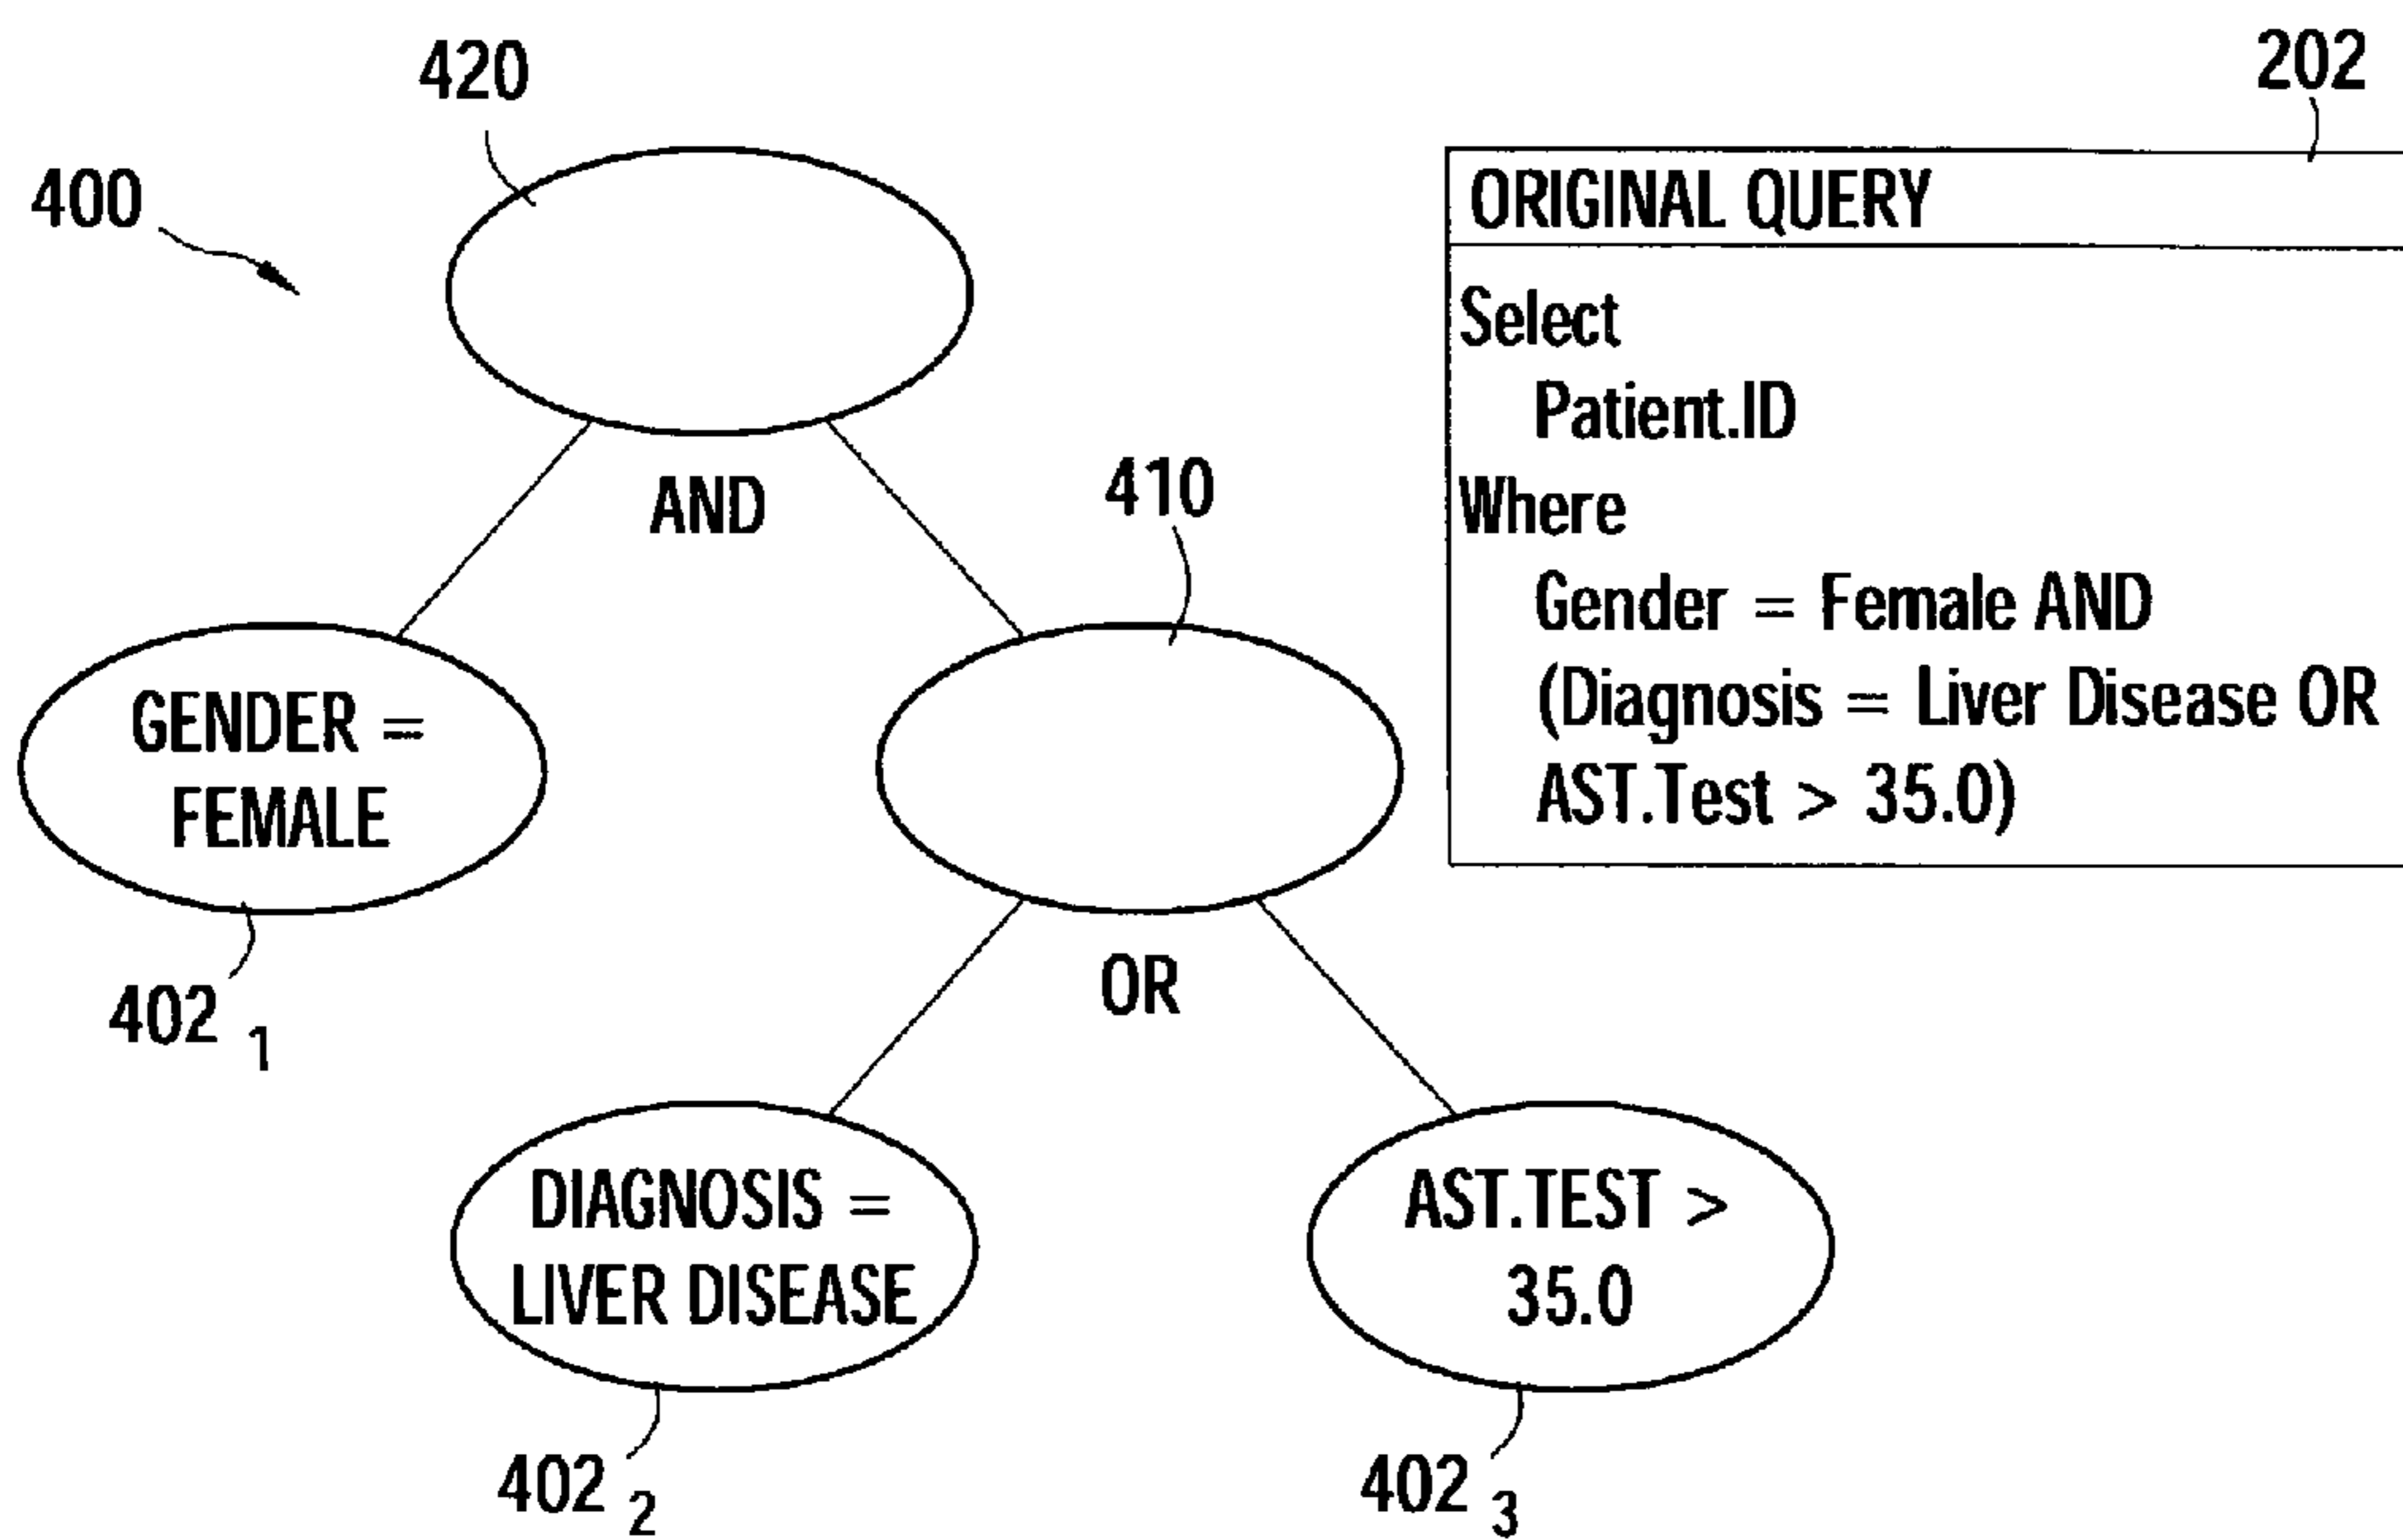 420
202
400
ORIGINAL QUERY
Select
Patient.ID
Where
Gender = Female AND
(Diagnosis = Liver Disease OR
AST.Test > 35.0)
AND
410
GENDER =
FEMALE
402 1
OR
DIAGNOSIS =
LIVER DISEASE
AST.TEST >
35.0
402 2
402 3